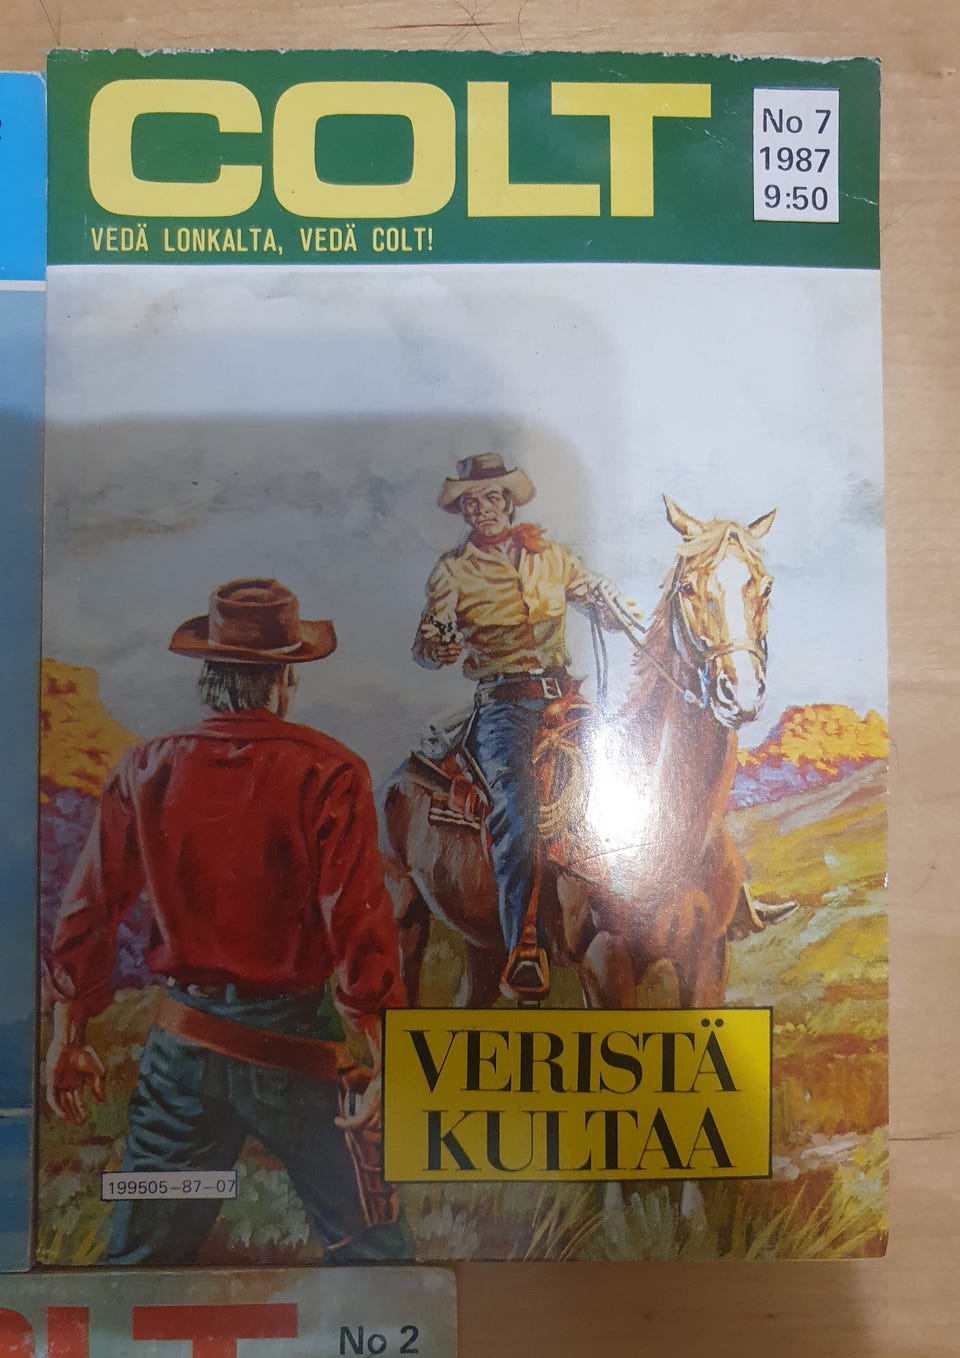 COLT
VEDÄ LONKALTA, VEDÄ COLT!
No 7
1987
9:50
VERISTÄ
KULTAA
199505-87-07
No 2